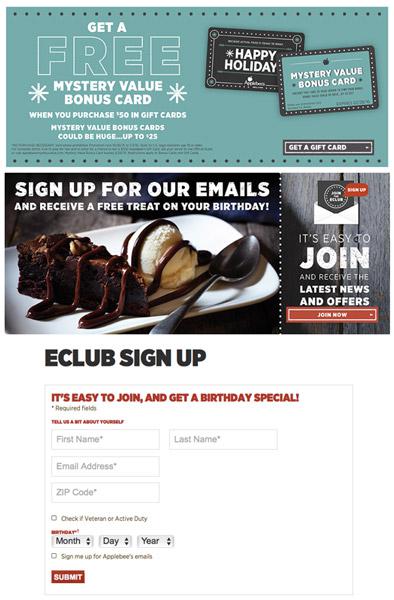 GET A
FREE
MYSTERY VALUE
BONUS CARD
WHEN YOU PURCHASE $50 IN GIFT CARDS
MYSTERY VALUE BONUS CARDS
COULD BE HUGE...UP TO $25
HAPPY
HOLIDAY
Applebee's
MYSTERY VALUE
BONUS CARD
GET A GIFT CARD
SIGN UP FOR OUR EMAILS
AND RECEIVE A FREE TREAT ON YOUR BIRTHDAY!
JOIN
ECLUB
SIGN UP
IT'S EASY TO
JOIN
AND RECEIVE THE
LATEST NEWS
AND OFFERS
JOIN NOW
ECLUB SIGN UP
IT'S EASY TO JOIN, AND GET A BIRTHDAY SPECIAL!
* Required fields
TELL US A BIT ABOUT YOURSELF
First Name* Last Name*
Email Address*
ZIP Code*
Check if Veteran or Active Duty
BIRTHDAY*†
Month Day Year
Sign me up for Applebee's emails
SUBMIT